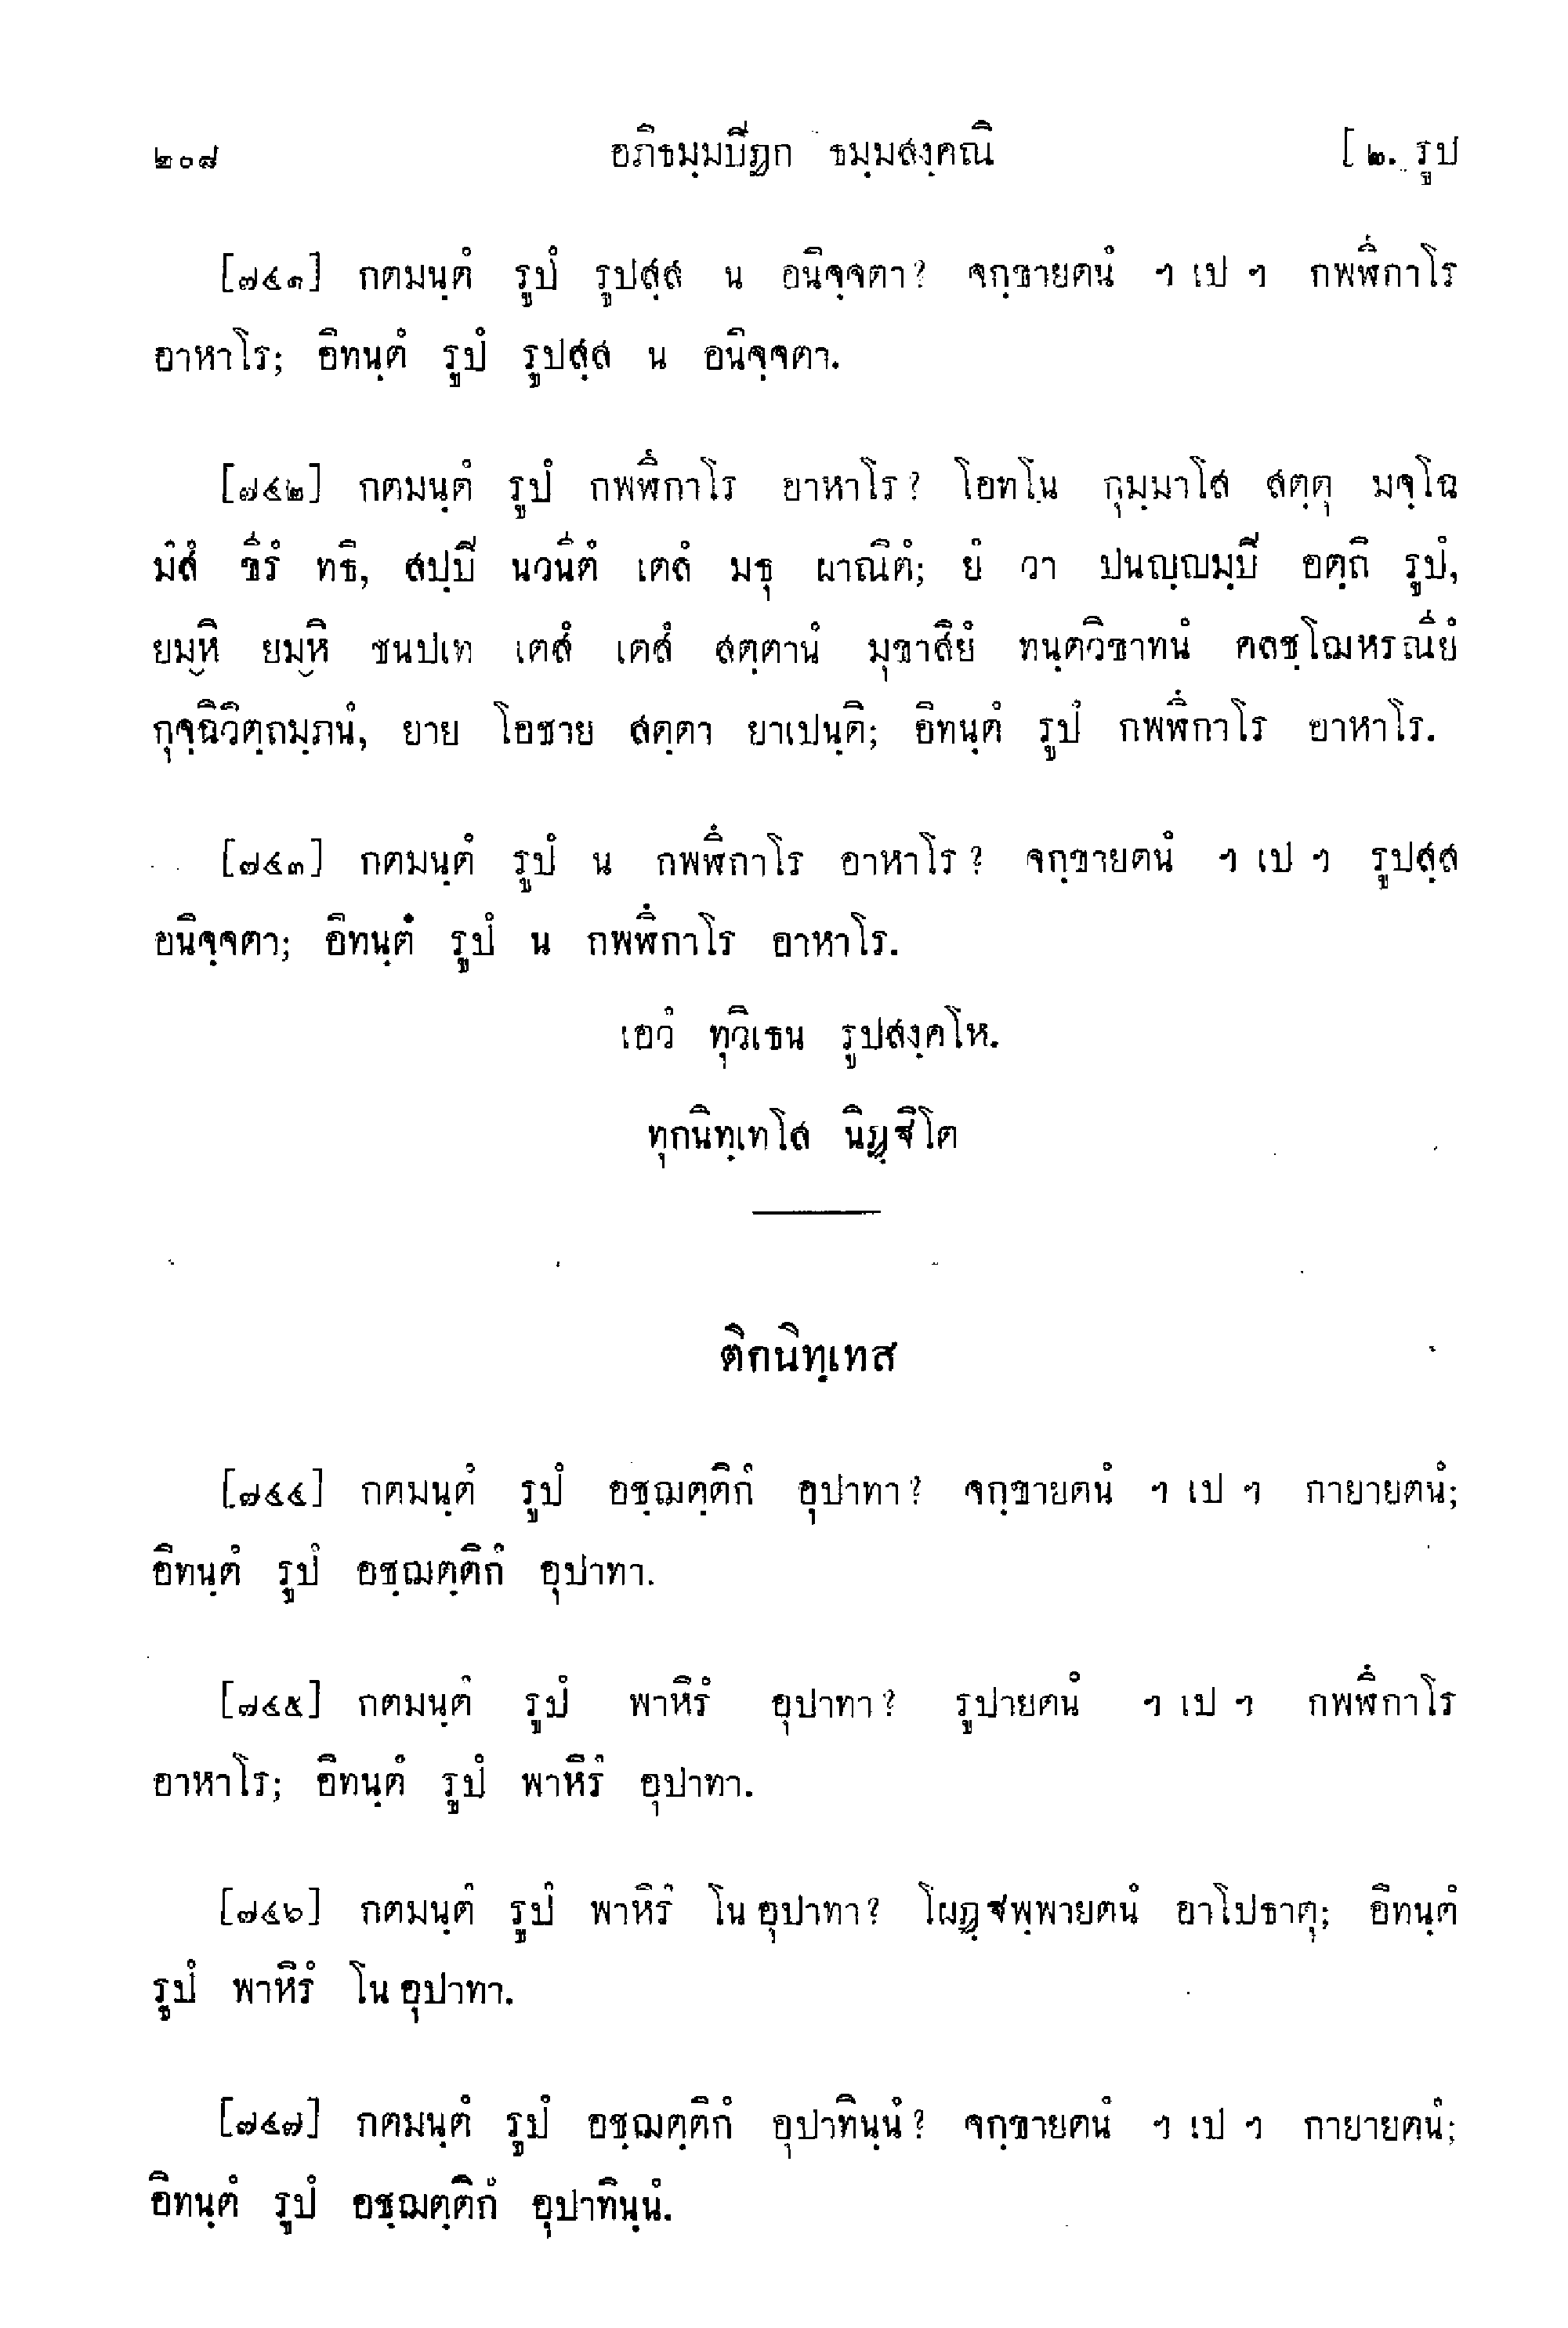 ๒๐๘ อภิธมฺมปิฏก ธมฺมสงฺคณิ [ ๒. รูป
[๗๔๑] กตมนฺตํ รูปํ รูปสฺส น อนิจฺจตา? จกฺขายตนํ ฯ เป ฯ กพฬึกาโร
อาหาโร; อิทนฺตํ รูปํ รูปสฺส น อนิจฺจตา.
[๗๔๒] กตมนฺตํ รูปํ กพฬึกาโร อาหาโร? โอทโน กุมฺมาโส สตฺตุ มจฺโฉ
มํสํ ขีรํ ทธิ, สปฺปิ นวนีตํ เตลํ มธุ ผาณิตํ; ยํ วา ปนญฺญมฺปิ อตฺถิ รูปํ,
ยมฺหิ ยมฺหิ ชนปเท เตสํ เตสํ สตฺตานํ มุขาสิยํ ทนฺตวิขาทนํ คลชฺโฌหรณียํ
กุจฺฉิวิตฺถมฺภนํ, ยาย โอชาย สตฺตา ยาเปนฺติ; อิทนฺตํ รูปํ กพฬึกาโร อาหาโร.
[๗๔๓] กตมนฺตํ รูปํ น กพฬึกาโร อาหาโร? จกฺขายตนํ ฯ เป ฯ รูปสฺส
อนิจฺจตา; อิทนฺตํ รูปํ น กพฬึกาโร อาหาโร.
เอวํ ทุวิเธน รูปสงฺคโห.
ทุกนิทฺเทโส นิฏฺฐิโต
ติกนิทฺเทส
[๗๔๔] กตมนฺตํ รูปํ อชฺฌตฺติกํ อุปาทา? จกฺขายตนํ ฯ เป ฯ กายายตนํ;
อิทนฺตํ รูปํ อชฺฌตฺติกํ อุปาทา.
[๗๔๕] กตมนฺตํ รูปํ พาหิรํ อุปาทา? รูปายตนํ ฯ เป ฯ กพฬึกาโร
อาหาโร; อิทนฺตํ รูปํ พาหิรํ อุปาทา.
[๗๔๖] กตมนฺตํ รูปํ พาหิรํ โน อุปาทา? โผฏฺฐพฺพายตนํ อาโปธาตุ; อิทนฺตํ
รูปํ พาหิรํ โน อุปาทา.
[๗๔๗] กตมนฺตํ รูปํ อชฺฌตฺติกํ อุปาทินฺนํ? จกฺขายตนํ ฯ เป ฯ กายายตนํ;
อิทนฺตํ รูปํ อชฺฌตฺติกํ อุปาทินฺนํ.